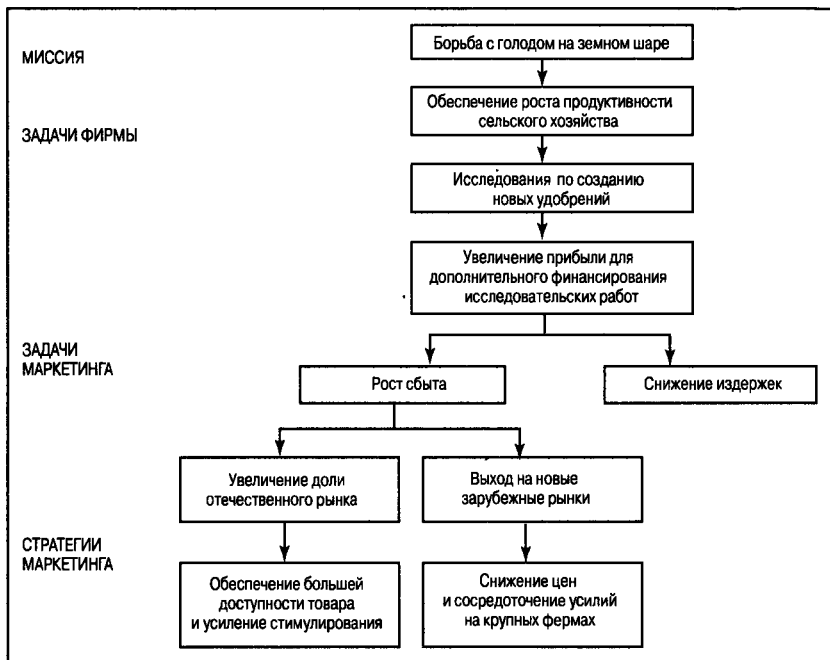 МИССИЯ
Борьба с голодом на земном шаре
ЗАДАЧИ ФИРМЫ
Обеспечение роста продуктивности
сельского хозяйства
Исследования по созданию
новых удобрений
Увеличение прибыли для
дополнительного финансирования
исследовательских работ
ЗАДАЧИ
МАРКЕТИНГА
Рост сбыта
Снижение издержек
Увеличение доли
отечественного рынка
Выход на новые
зарубежные рынки
СТРАТЕГИИ
МАРКЕТИНГА
Обеспечение большей
доступности товара
и усиление стимулирования
Снижение цен
и сосредоточение усилий
на крупных фермах